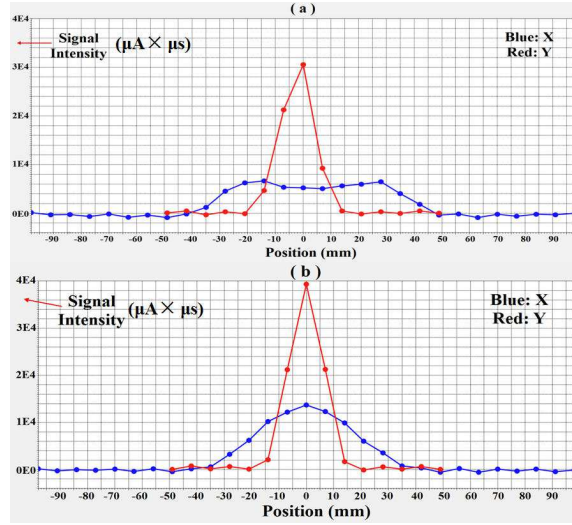 ( a )
4E4
Signal Intensity (μA × μs)
Blue: X
Red: Y
3E4
2E4
1E4
0E0
-90 -80 -70 -60 -50 -40 -30 -20 -10 0 10 20 30 40 50 60 70 80 90
Position (mm)
( b )
4E4
Signal Intensity (μA × μs)
Blue: X
Red: Y
3E4
2E4
1E4
0E0
-90 -80 -70 -60 -50 -40 -30 -20 -10 0 10 20 30 40 50 60 70 80 90
Position (mm)